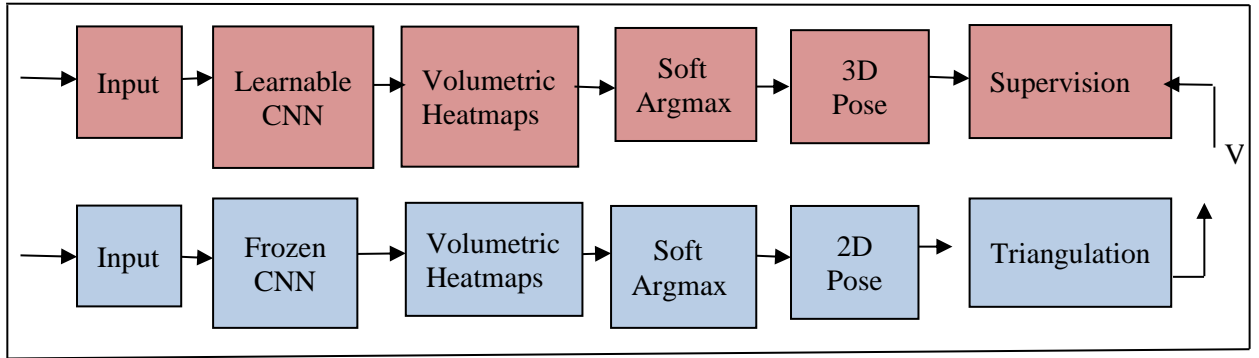 Input
Learnable
CNN
Volumetric
Heatmaps
Soft
Argmax
3D
Pose
Supervision
V
Input
Frozen
CNN
Volumetric
Heatmaps
Soft
Argmax
2D
Pose
Triangulation